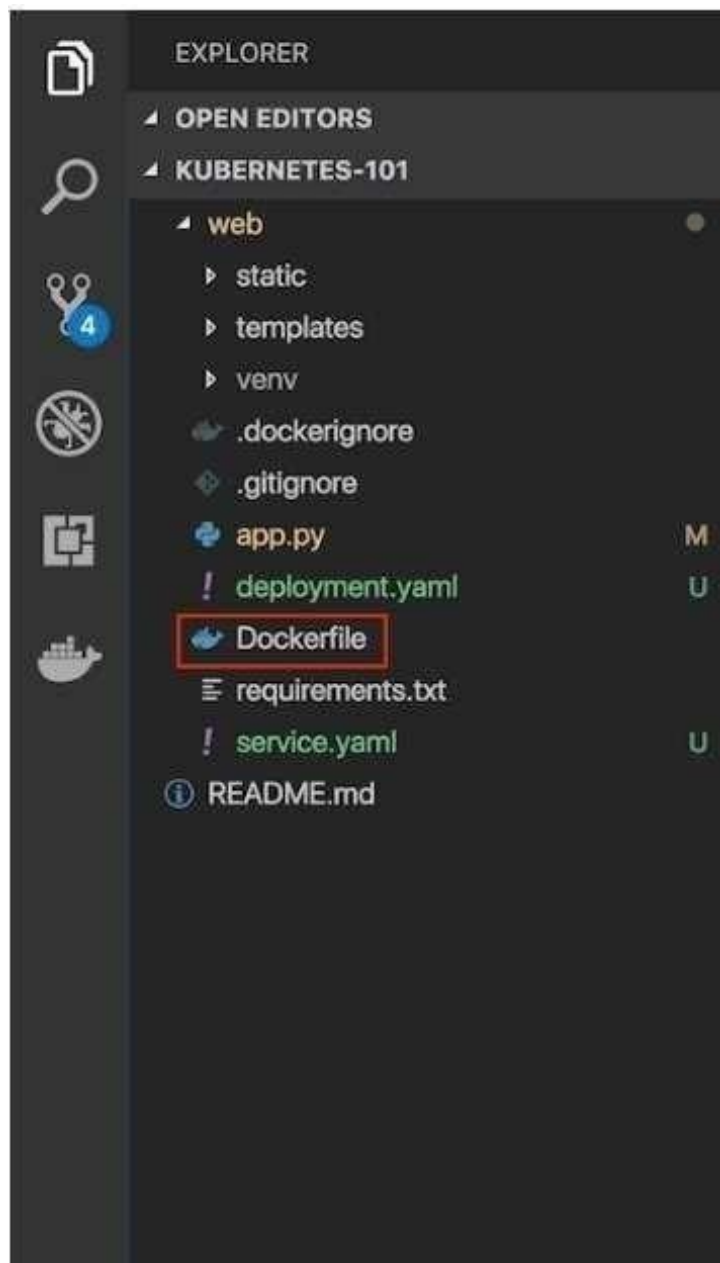 EXPLORER
OPEN EDITORS
KUBERNETES-101
web
static
templates
4
venv
.dockerignore
.gitignore
app.py M
deployment.yaml U
Dockerfile
requirements.txt
service.yaml U
README.md